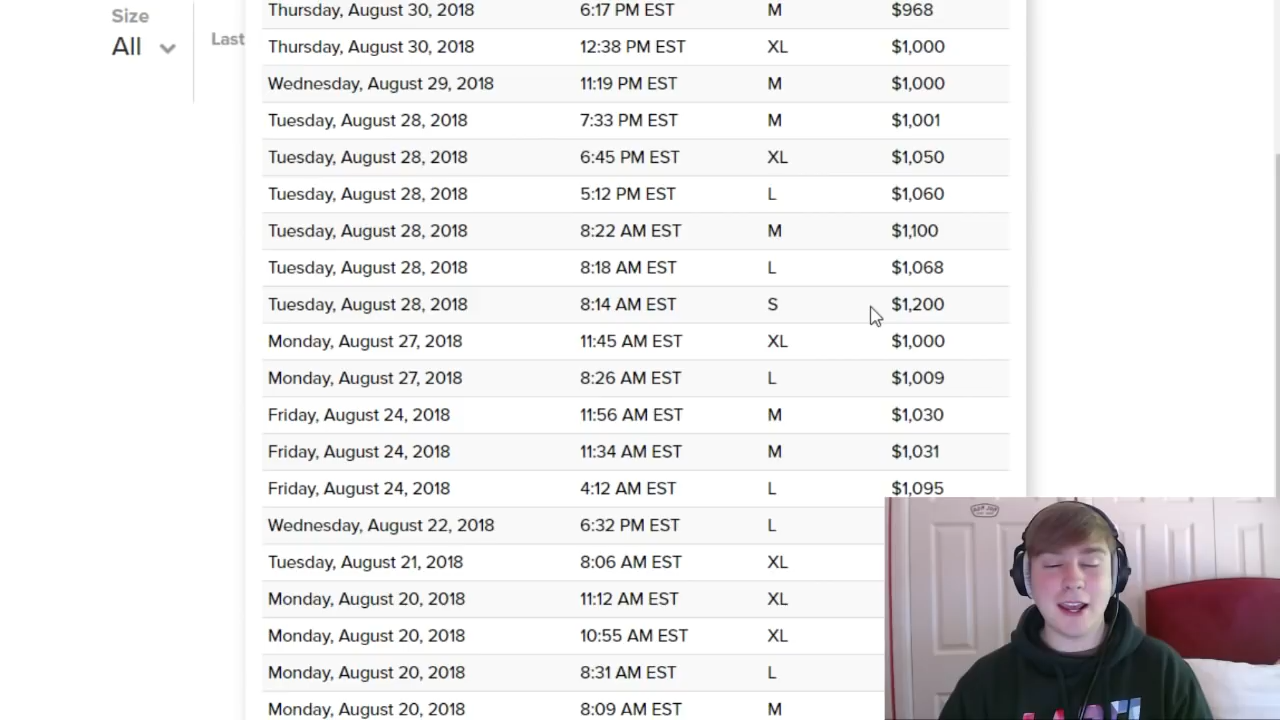 Size
All
Last
Thursday, August 30, 2018 6:17 PM EST M $968
Thursday, August 30, 2018 12:38 PM EST XL $1,000
Wednesday, August 29, 2018 11:19 PM EST M $1,000
Tuesday, August 28, 2018 7:33 PM EST M $1,001
Tuesday, August 28, 2018 6:45 PM EST XL $1,050
Tuesday, August 28, 2018 5:12 PM EST L $1,060
Tuesday, August 28, 2018 8:22 AM EST M $1,100
Tuesday, August 28, 2018 8:18 AM EST L $1,068
Tuesday, August 28, 2018 8:14 AM EST S $1,200
Monday, August 27, 2018 11:45 AM EST XL $1,000
Monday, August 27, 2018 8:26 AM EST L $1,009
Friday, August 24, 2018 11:56 AM EST M $1,030
Friday, August 24, 2018 11:34 AM EST M $1,031
Friday, August 24, 2018 4:12 AM EST L $1,095
Wednesday, August 22, 2018 6:32 PM EST L
Tuesday, August 21, 2018 8:06 AM EST XL
Monday, August 20, 2018 11:12 AM EST XL
Monday, August 20, 2018 10:55 AM EST XL
Monday, August 20, 2018 8:31 AM EST L
Monday, August 20, 2018 8:09 AM EST M